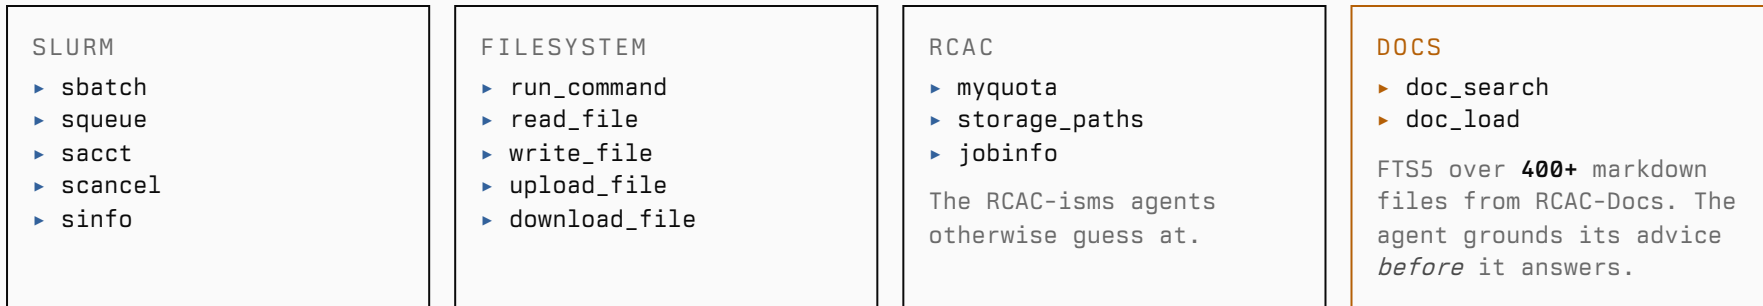 SLURM
▸ sbatch
▸ squeue
▸ sacct
▸ scancel
▸ sinfo
FILESYSTEM
▸ run_command
▸ read_file
▸ write_file
▸ upload_file
▸ download_file
RCAC
▸ myquota
▸ storage_paths
▸ jobinfo
The RCAC-isms agents
otherwise guess at.
DOCS
▸ doc_search
▸ doc_load
FTS5 over 400+ markdown
files from RCAC-Docs. The
agent grounds its advice
before it answers.